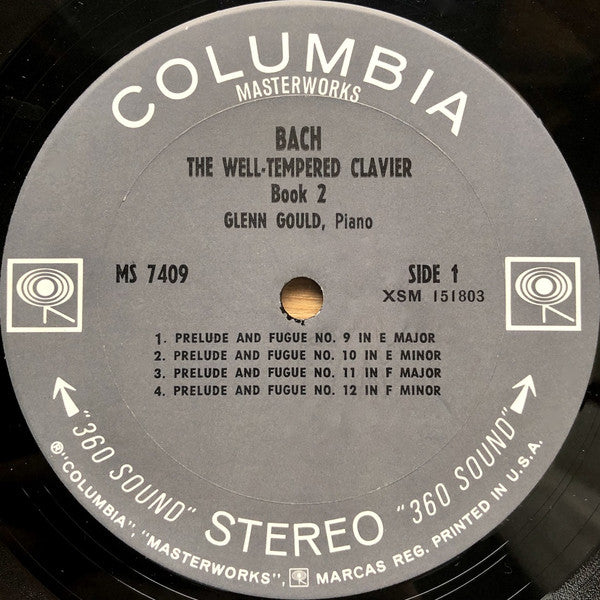 COLUMBIA
MASTERWORKS
BACH
THE WELL-TEMPERED CLAVIER
Book 2
GLENN GOULD, Piano
MS 7409
SIDE 1
XSM 151803
1. PRELUDE AND FUGUE NO. 9 IN E MAJOR
2. PRELUDE AND FUGUE NO. 10 IN E MINOR
3. PRELUDE AND FUGUE NO. 11 IN F MAJOR
4. PRELUDE AND FUGUE NO. 12 IN F MINOR
"360 SOUND" STEREO "360 SOUND"
®"COLUMBIA", "MASTERWORKS", MARCAS REG. PRINTED IN U.S.A.